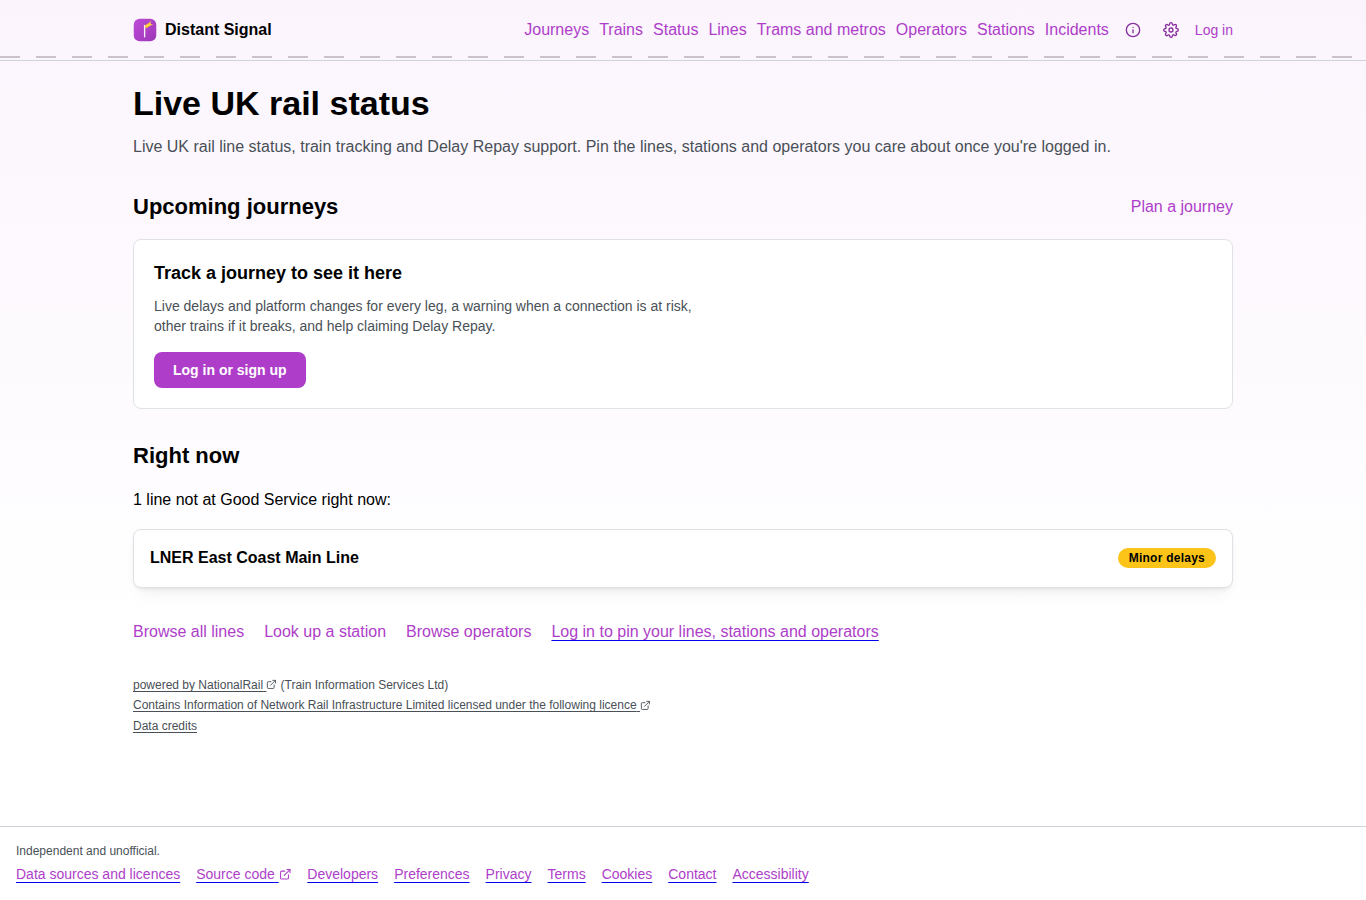 Distant Signal
Journeys Trains Status Lines Trams and metros Operators Stations Incidents Log in
Live UK rail status
Live UK rail line status, train tracking and Delay Repay support. Pin the lines, stations and operators you care about once you're logged in.
Upcoming journeys
Plan a journey
Track a journey to see it here
Live delays and platform changes for every leg, a warning when a connection is at risk,
other trains if it breaks, and help claiming Delay Repay.
Log in or sign up
Right now
1 line not at Good Service right now:
LNER East Coast Main Line
Minor delays
Browse all lines Look up a station Browse operators Log in to pin your lines, stations and operators
powered by NationalRail (Train Information Services Ltd)
Contains Information of Network Rail Infrastructure Limited licensed under the following licence
Data credits
Independent and unofficial.
Data sources and licences Source code Developers Preferences Privacy Terms Cookies Contact Accessibility